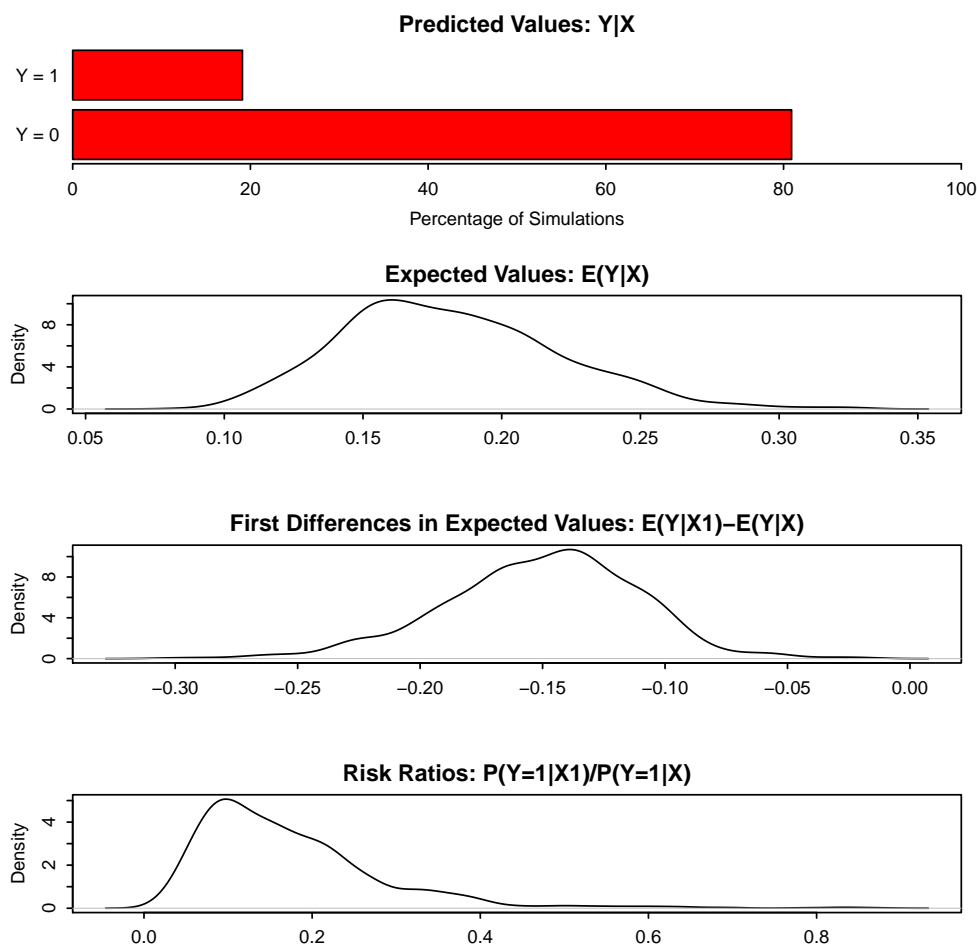 Predicted Values: Y|X
Y = 1
Y = 0
0 20 40 60 80 100
Percentage of Simulations
Expected Values: E(Y|X)
Density
8
4
0
0.05 0.10 0.15 0.20 0.25 0.30 0.35
First Differences in Expected Values: E(Y|X1)−E(Y|X)
Density
8
4
0
−0.30 −0.25 −0.20 −0.15 −0.10 −0.05 0.00
Risk Ratios: P(Y=1|X1)/P(Y=1|X)
Density
4
2
0
0.0 0.2 0.4 0.6 0.8